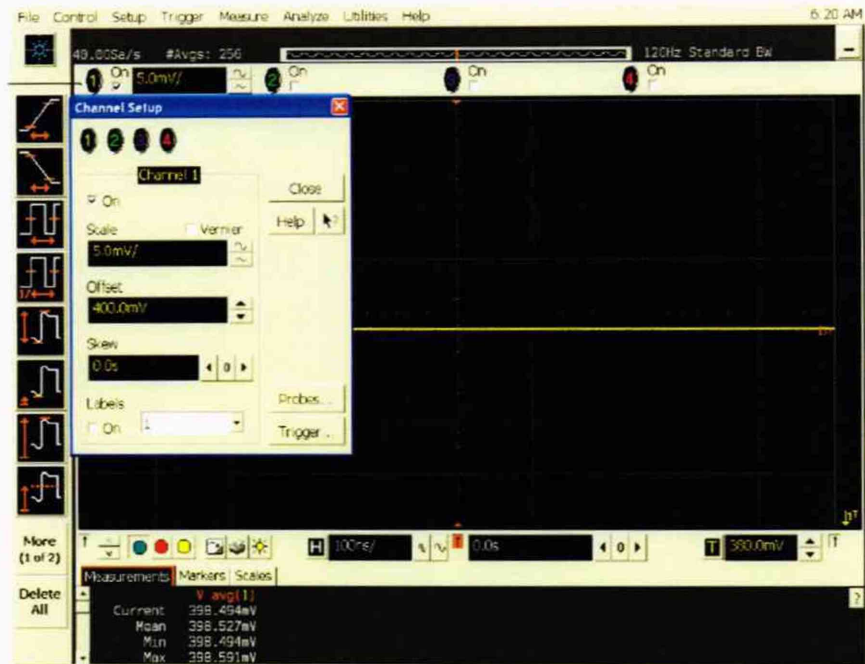 File Control Setup Trigger Measure Analyze Utilities Help 6:20 AM
40.0GSa/s #Avgs: 256 12GHz Standard BW
1 On 5.0mV/ 2 On 3 On 4 On
Channel Setup
1 2 3 4
Channel 1
On
Close
Help
Scale Vernier
5.0mV/
Offset
400.0mV
Skew
0.0s 0
Labels
On 1
Probes...
Trigger...
1/
More
(1 of 2)
Delete
All
H 100ns/ T 0.0s 0 T 380.0mV
Measurements Markers Scales
V avg(1)
Current 398.494mV
Mean 398.527mV
Min 398.494mV
Max 398.591mV